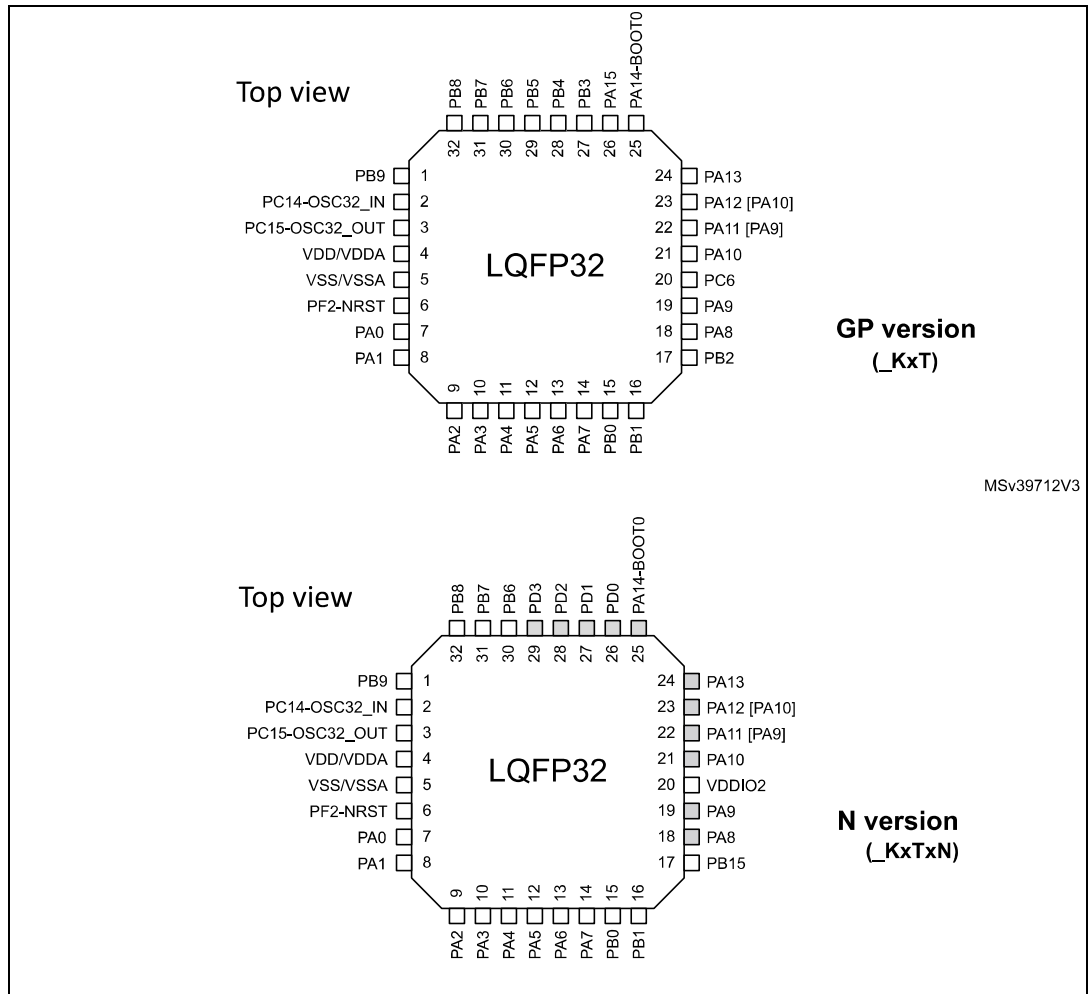 Top view
PB8
PB7
PB6
PB5
PB4
PB3
PA15
PA14-BOOT0
32
31
30
29
28
27
26
25
PB9 1
PC14-OSC32_IN 2
PC15-OSC32_OUT 3
VDD/VDDA 4
VSS/VSSA 5
PF2-NRST 6
PA0 7
PA1 8
LQFP32
24 PA13
23 PA12 [PA10]
22 PA11 [PA9]
21 PA10
20 PC6
19 PA9
18 PA8
17 PB2
9
10
11
12
13
14
15
16
PA2
PA3
PA4
PA5
PA6
PA7
PB0
PB1
GP version
(_KxT)
MSv39712V3
Top view
PB8
PB7
PB6
PD3
PD2
PD1
PD0
PA14-BOOT0
32
31
30
29
28
27
26
25
PB9 1
PC14-OSC32_IN 2
PC15-OSC32_OUT 3
VDD/VDDA 4
VSS/VSSA 5
PF2-NRST 6
PA0 7
PA1 8
LQFP32
24 PA13
23 PA12 [PA10]
22 PA11 [PA9]
21 PA10
20 VDDIO2
19 PA9
18 PA8
17 PB15
9
10
11
12
13
14
15
16
PA2
PA3
PA4
PA5
PA6
PA7
PB0
PB1
N version
(_KxTxN)